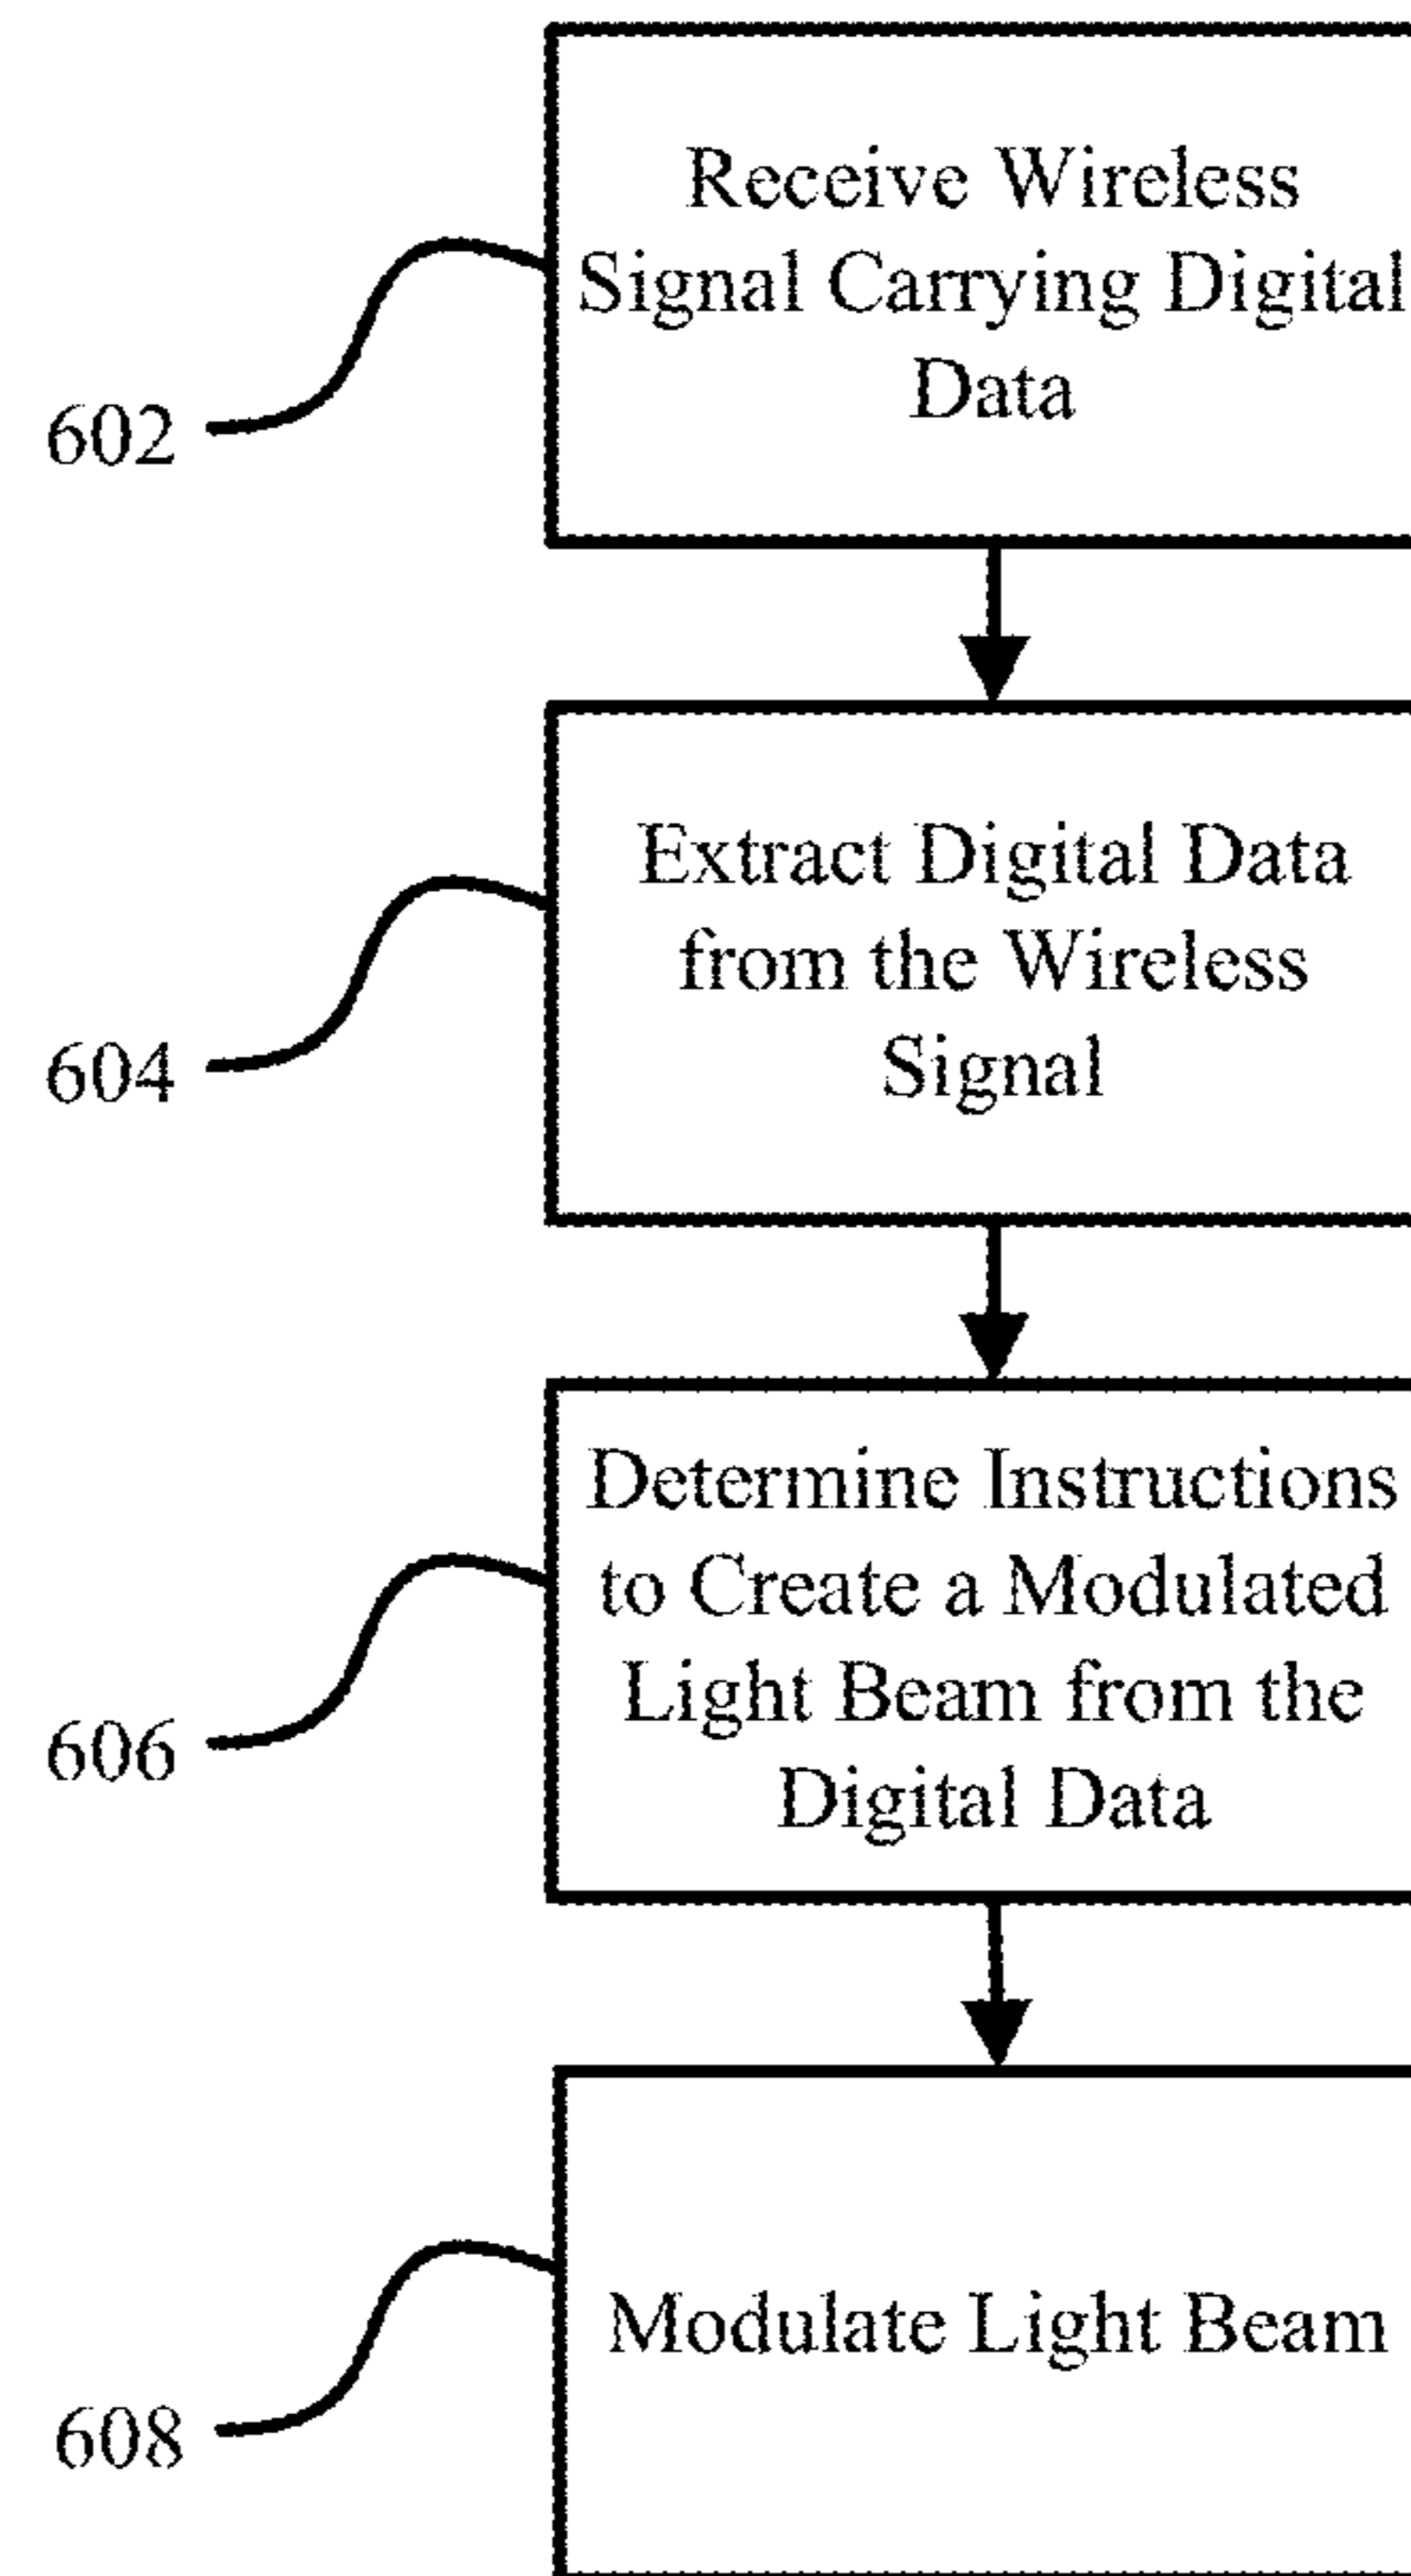 Receive Wireless
Signal Carrying Digital
Data
602
Extract Digital Data
from the Wireless
Signal
604
Determine Instructions
to Create a Modulated
Light Beam from the
Digital Data
606
Modulate Light Beam
608